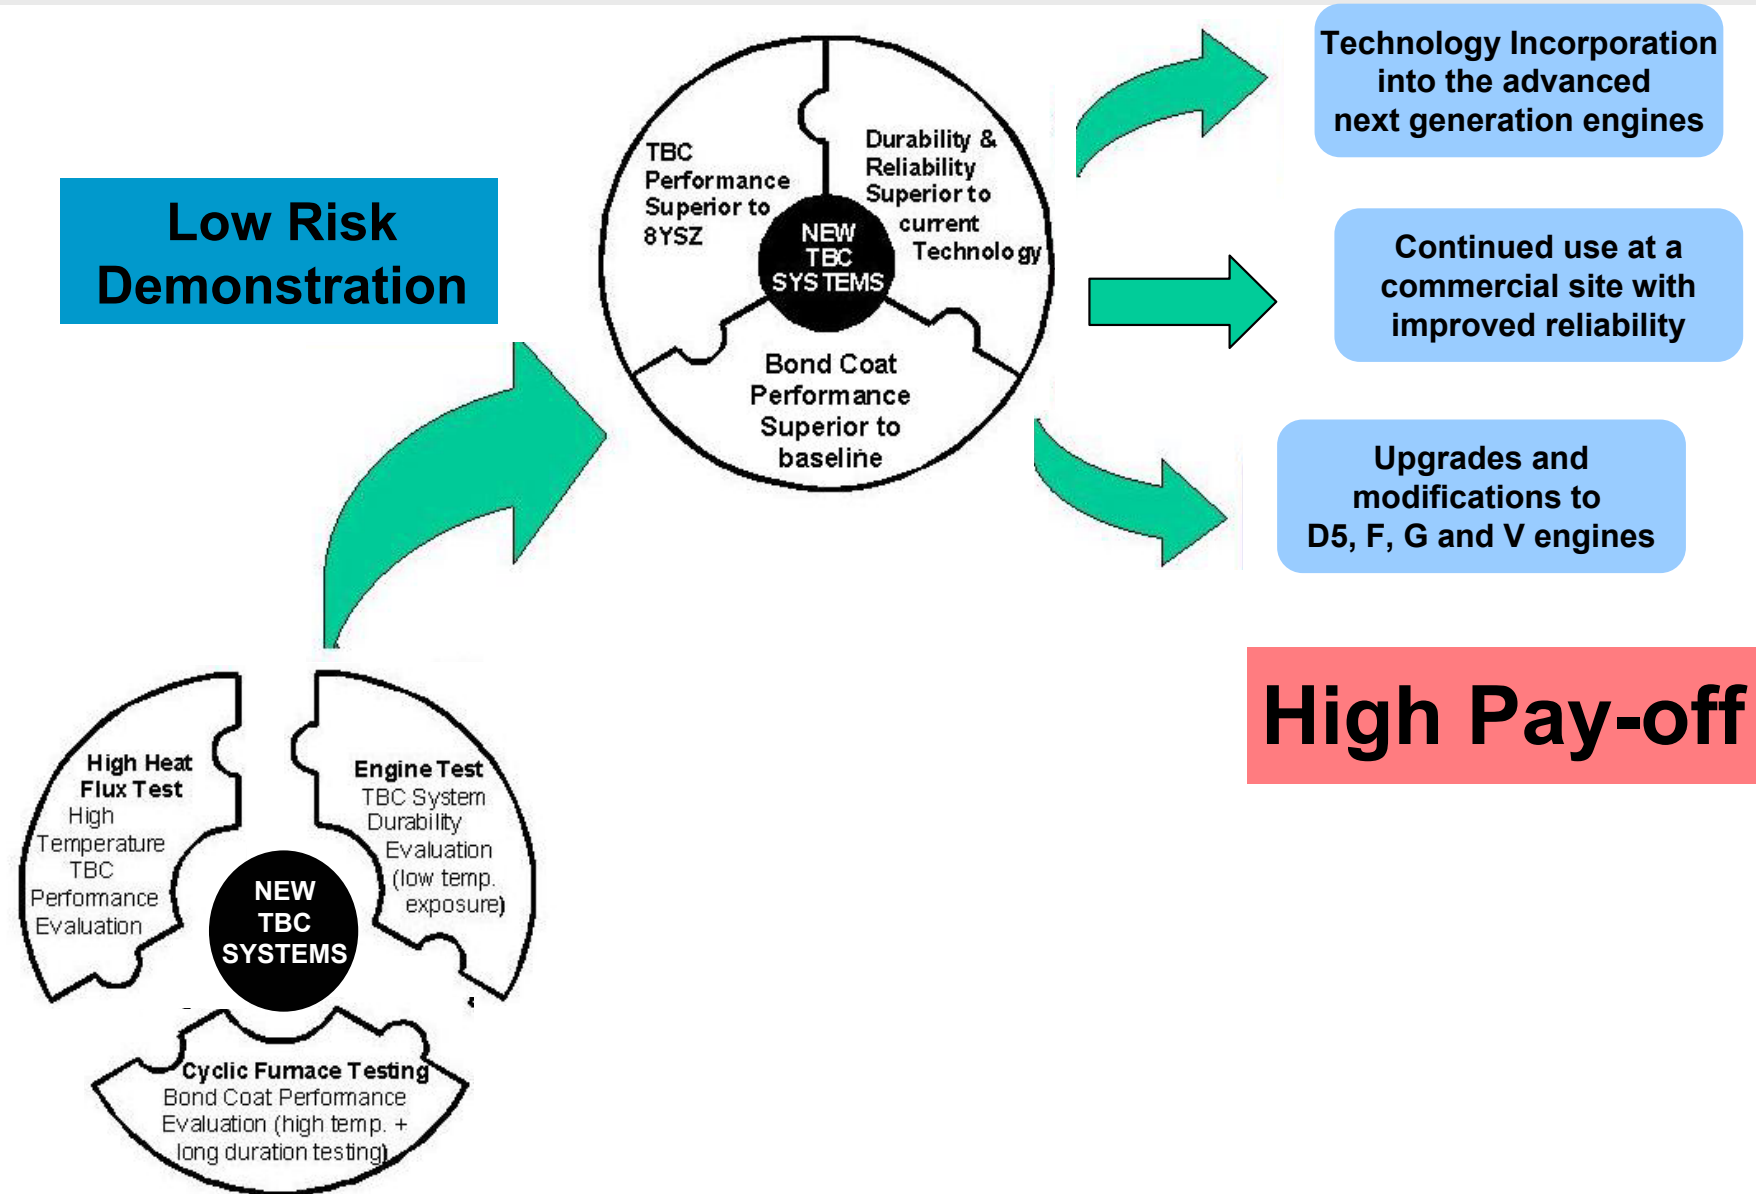 Low Risk
Demonstration
TBC
Performance
Superior to
8YSZ
Durability &
Reliability
Superior to
current
Technology
NEW
TBC
SYSTEMS
Bond Coat
Performance
Superior to
baseline
Technology Incorporation
into the advanced
next generation engines
Continued use at a
commercial site with
improved reliability
Upgrades and
modifications to
D5, F, G and V engines
High Pay-off
High Heat
Flux Test
High
Temperature
TBC
Performance
Evaluation
Engine Test
TBC System
Durability
Evaluation
(low temp.
exposure)
NEW
TBC
SYSTEMS
Cyclic Furnace Testing
Bond Coat Performance
Evaluation (high temp. +
long duration testing)